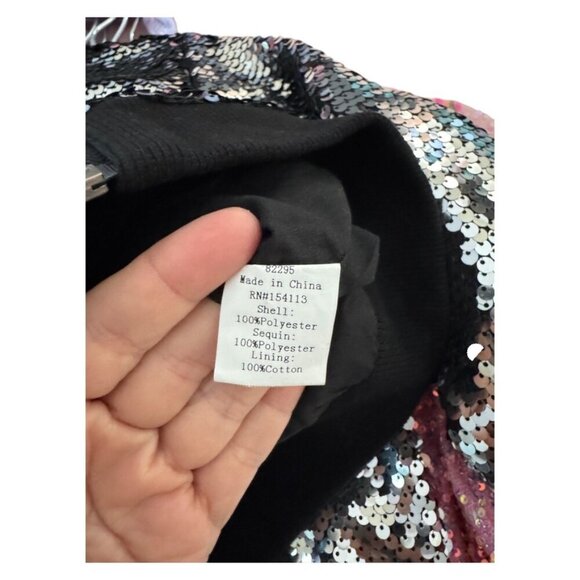 82295
Made in China
RN#154113
Shell:
100%Polyester
Sequin:
100%Polyester
Lining:
100%Cotton